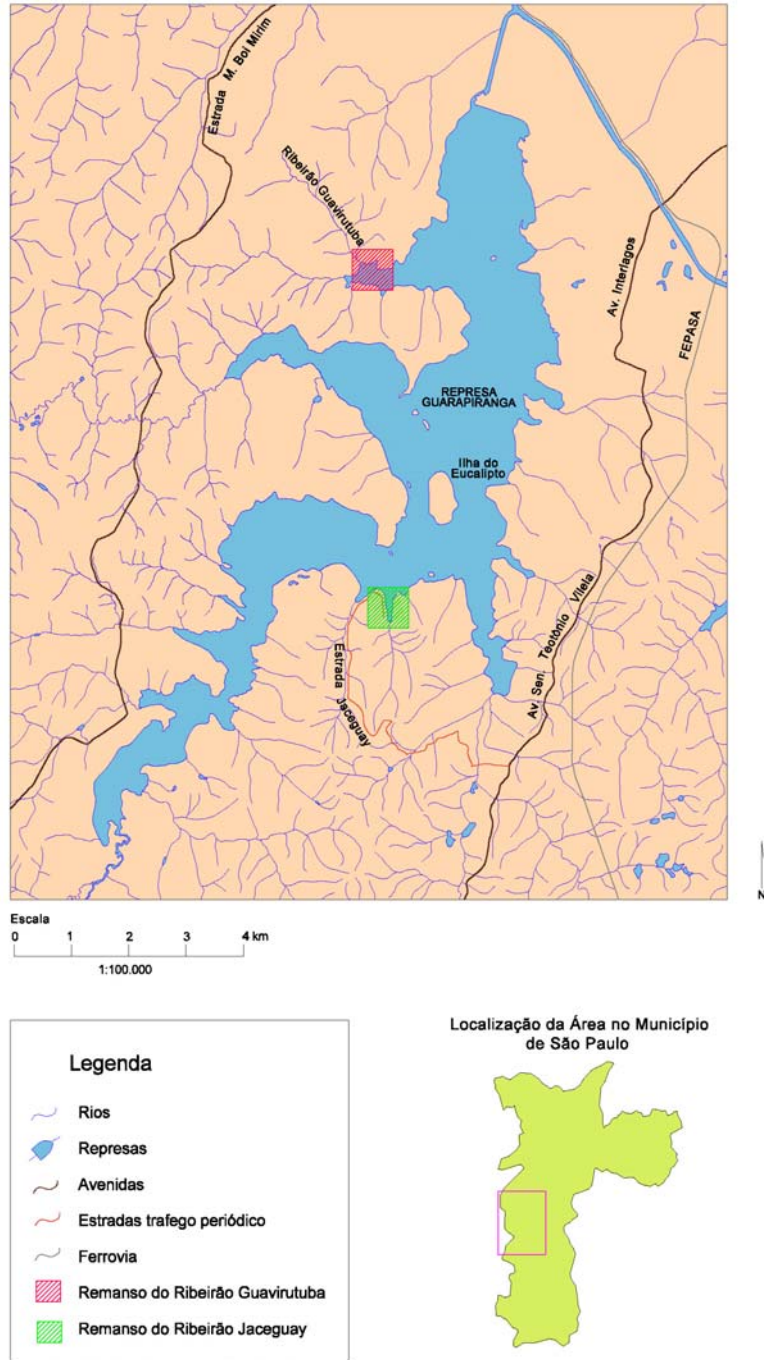 Estrada M. Boi Mirim
Ribeirão Guavirutuba
Av. Interlagos
FEPASA
REPRESA
GUARAPIRANGA
Ilha do
Eucalipto
Av. Sen. Teotônio Vilela
Estrada Jaceguay
N
Escala
0 1 2 3 4 km
1:100.000
Legenda
Rios
Represas
Avenidas
Estradas trafego periódico
Ferrovia
Remanso do Ribeirão Guavirutuba
Remanso do Ribeirão Jaceguay
Localização da Área no Município
de São Paulo